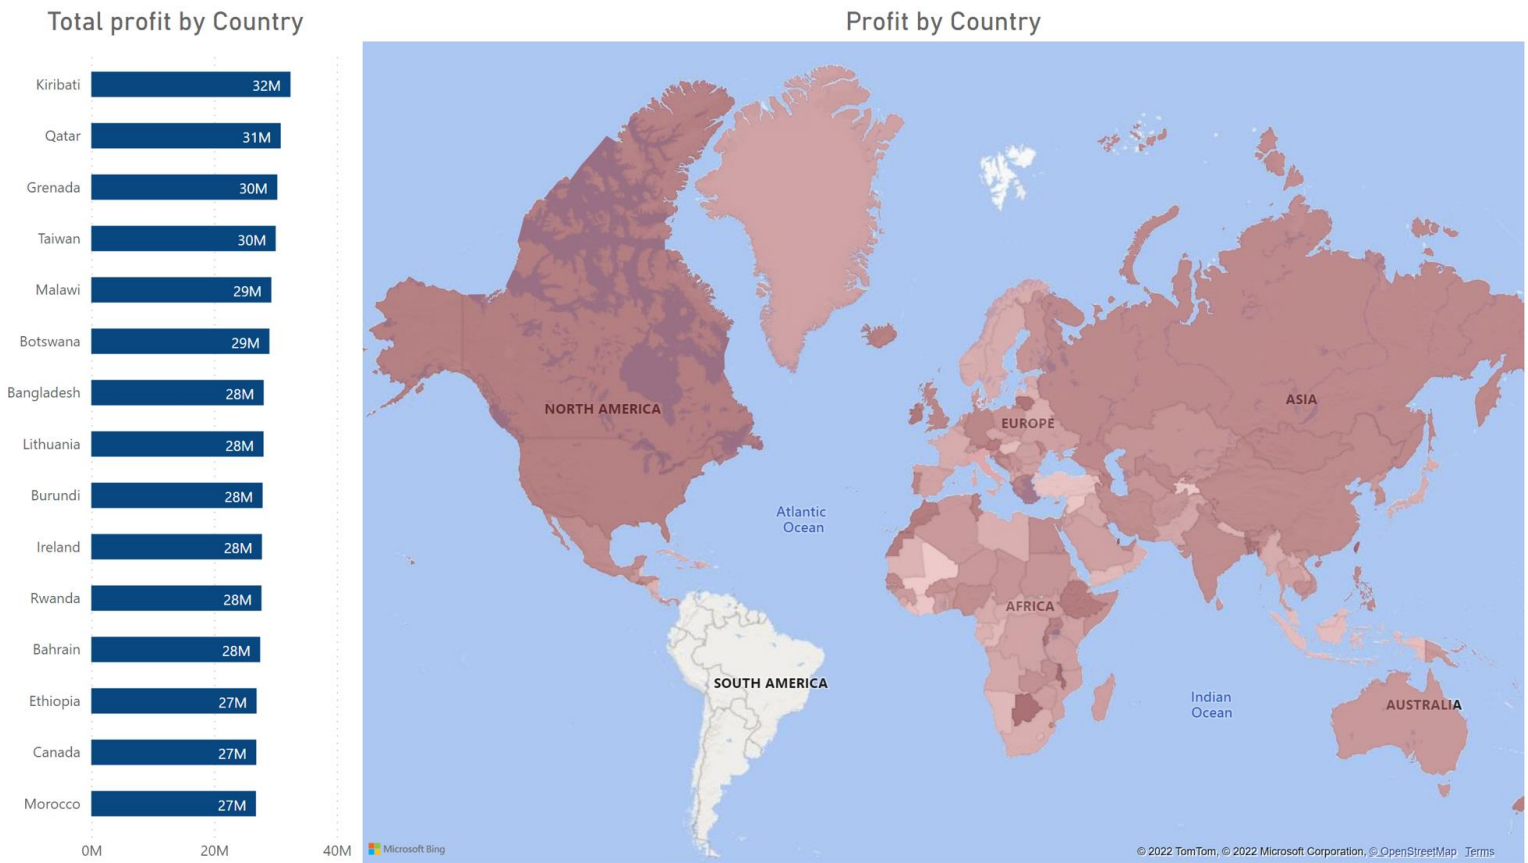 Total profit by Country
Kiribati 32M
Qatar 31M
Grenada 30M
Taiwan 30M
Malawi 29M
Botswana 29M
Bangladesh 28M
Lithuania 28M
Burundi 28M
Ireland 28M
Rwanda 28M
Bahrain 28M
Ethiopia 27M
Canada 27M
Morocco 27M
0M 20M 40M
Profit by Country
NORTH AMERICA
EUROPE
ASIA
Atlantic
Ocean
AFRICA
SOUTH AMERICA
Indian
Ocean
AUSTRALIA
Microsoft Bing
© 2022 TomTom, © 2022 Microsoft Corporation, © OpenStreetMap Terms